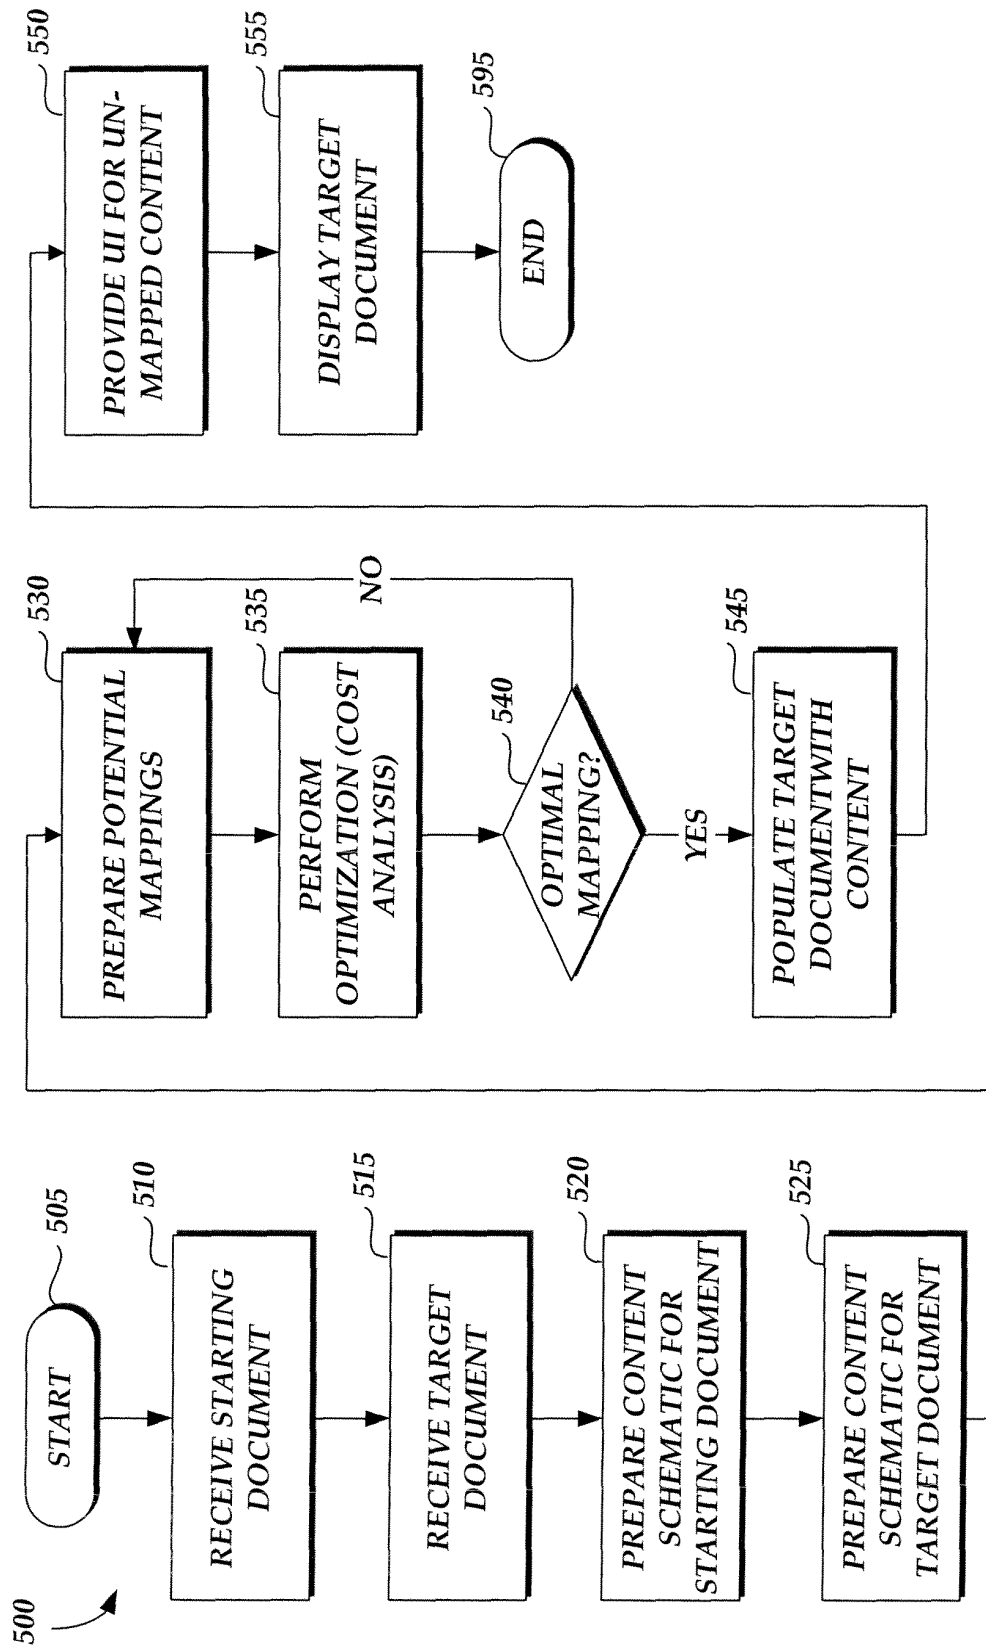 500
START
505
RECEIVE STARTING
DOCUMENT
510
RECEIVE TARGET
DOCUMENT
515
PREPARE CONTENT
SCHEMATIC FOR
STARTING DOCUMENT
520
PREPARE CONTENT
SCHEMATIC FOR
TARGET DOCUMENT
525
PREPARE POTENTIAL
MAPPINGS
530
PERFORM
OPTIMIZATION (COST
ANALYSIS)
535
OPTIMAL
MAPPING?
540
NO
YES
POPULATE TARGET
DOCUMENTWITH
CONTENT
545
PROVIDE UI FOR UN-
MAPPED CONTENT
550
DISPLAY TARGET
DOCUMENT
555
END
595